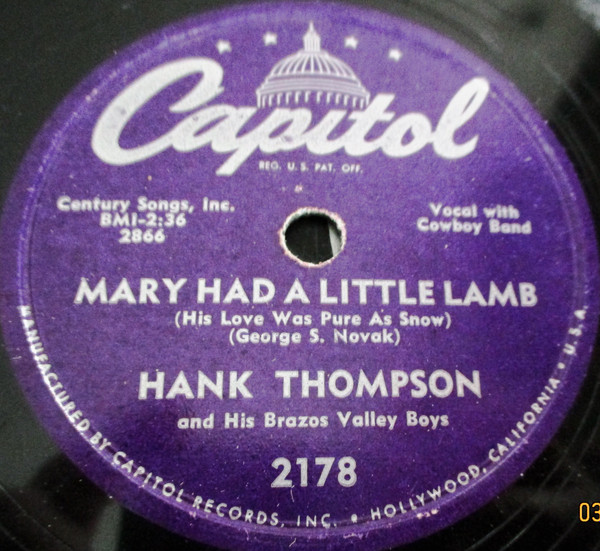 Capitol
REG. U. S. PAT. OFF.
Century Songs, Inc.
BMI-2:36
2866
Vocal with
Cowboy Band
MARY HAD A LITTLE LAMB
(His Love Was Pure As Snow)
(George S. Novak)
HANK THOMPSON
and His Brazos Valley Boys
2178
MANUFACTURED BY CAPITOL RECORDS, INC. • HOLLYWOOD, CALIFORNIA • U.S.A.
03